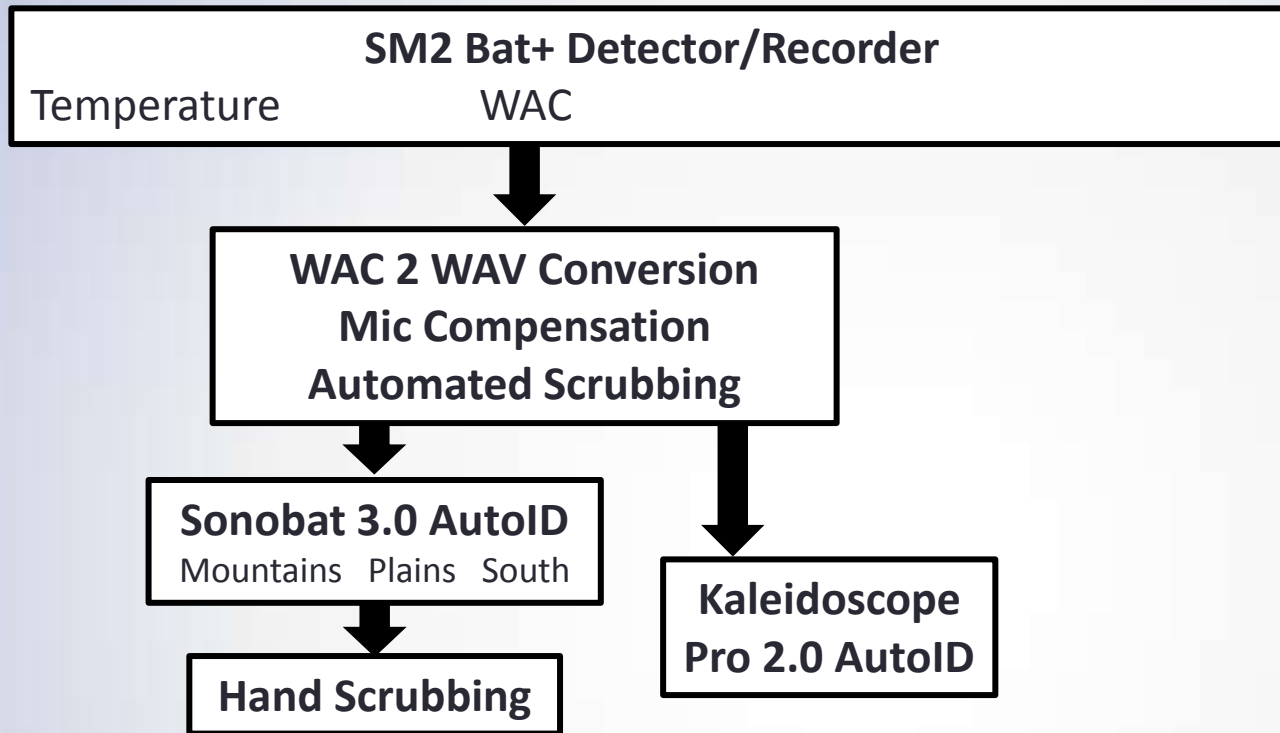 SM2 Bat+ Detector/Recorder
Temperature WAC
WAC 2 WAV Conversion
Mic Compensation
Automated Scrubbing
Sonobat 3.0 AutoID
Mountains Plains South
Kaleidoscope
Pro 2.0 AutoID
Hand Scrubbing